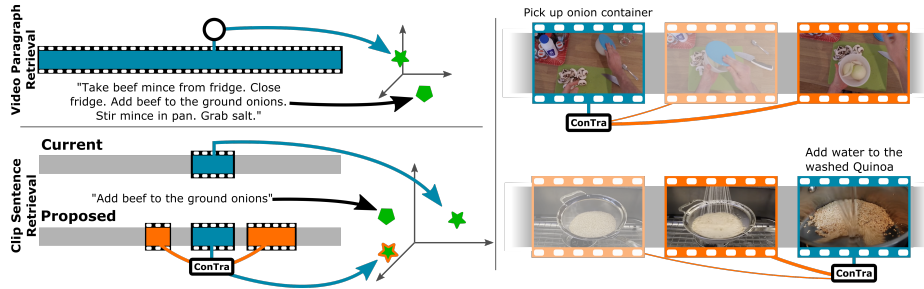 Video Paragraph
Retrieval
"Take beef mince from fridge. Close
fridge. Add beef to the ground onions.
Stir mince in pan. Grab salt."
Clip Sentence
Retrieval
Current
"Add beef to the ground onions"
Proposed
ConTra
Pick up onion container
ConTra
Add water to the
washed Quinoa
ConTra